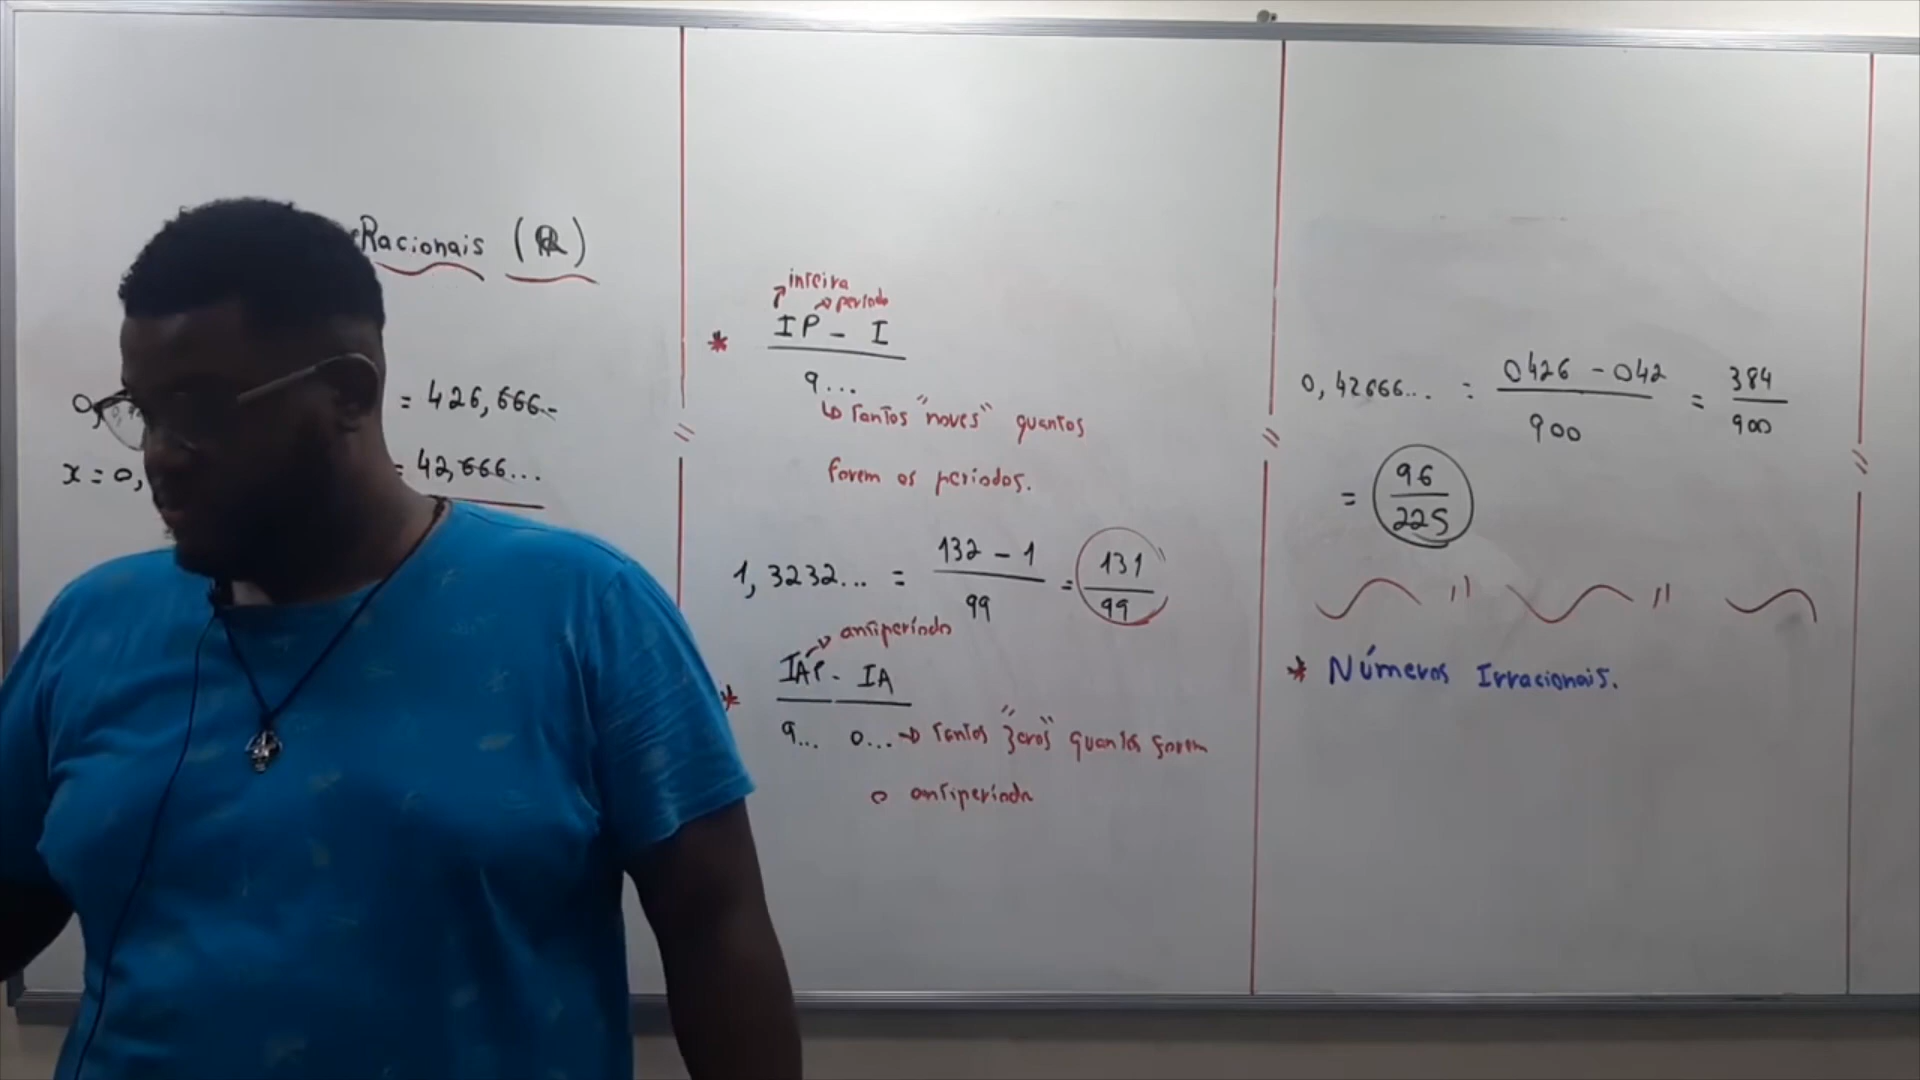 Racionais (R)
= 426,666..
x = 0,
= 42,666...
inteira
período
* IP - I
9...
Tantos "noves" quantos
forem os periodos.
1,3232... = 132 - 1 / 99 = 131 / 99
antiperíodo
* IAP - IA
9... 0... Tantos "zeros" quantos forem
o antiperíodo
0,42666... = 0426 - 042 / 900 = 384 / 900
= 96 / 225
* Números Irracionais.